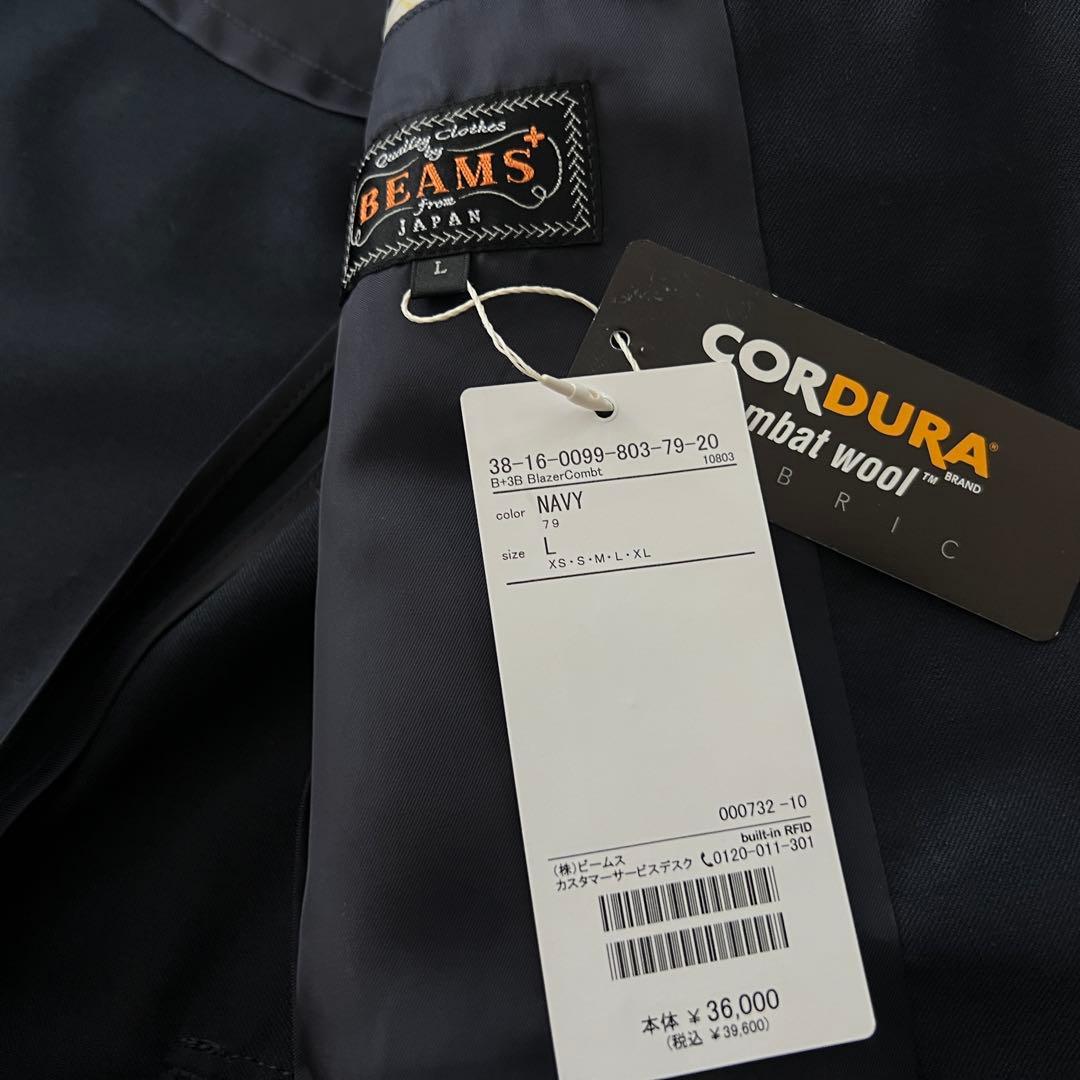 Quality Clothes
by
BEAMS+
from
JAPAN
L
CORDURA®
mbat wool™ BRAND
BRIC
38-16-0099-803-79-20
B+3B BlazerCombt 10803
color NAVY
79
size L
XS・S・M・L・XL
000732 -10
built-in RFID
(株)ビームス
カスタマーサービスデスク 0120-011-301
本体 ¥ 36,000
(税込 ¥39,600)